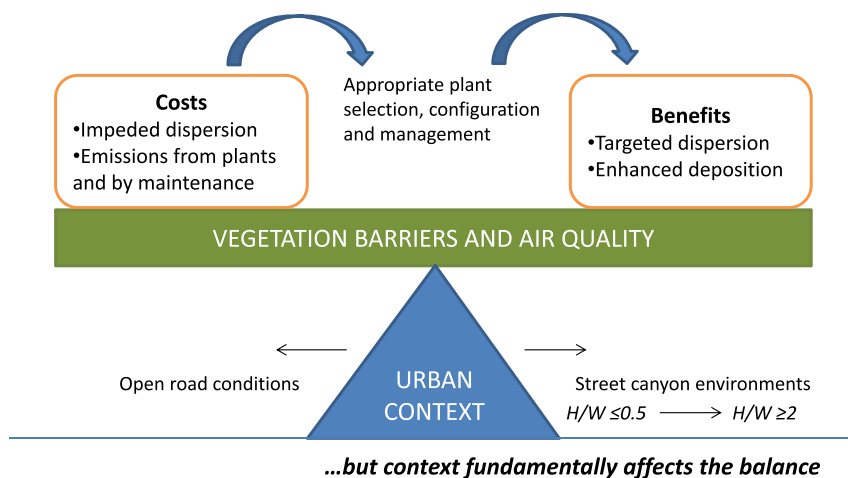 Costs
•Impeded dispersion
•Emissions from plants
and by maintenance
Appropriate plant
selection, configuration
and management
Benefits
•Targeted dispersion
•Enhanced deposition
VEGETATION BARRIERS AND AIR QUALITY
Open road conditions
URBAN
CONTEXT
Street canyon environments
H/W ≤0.5 H/W ≥2
...but context fundamentally affects the balance